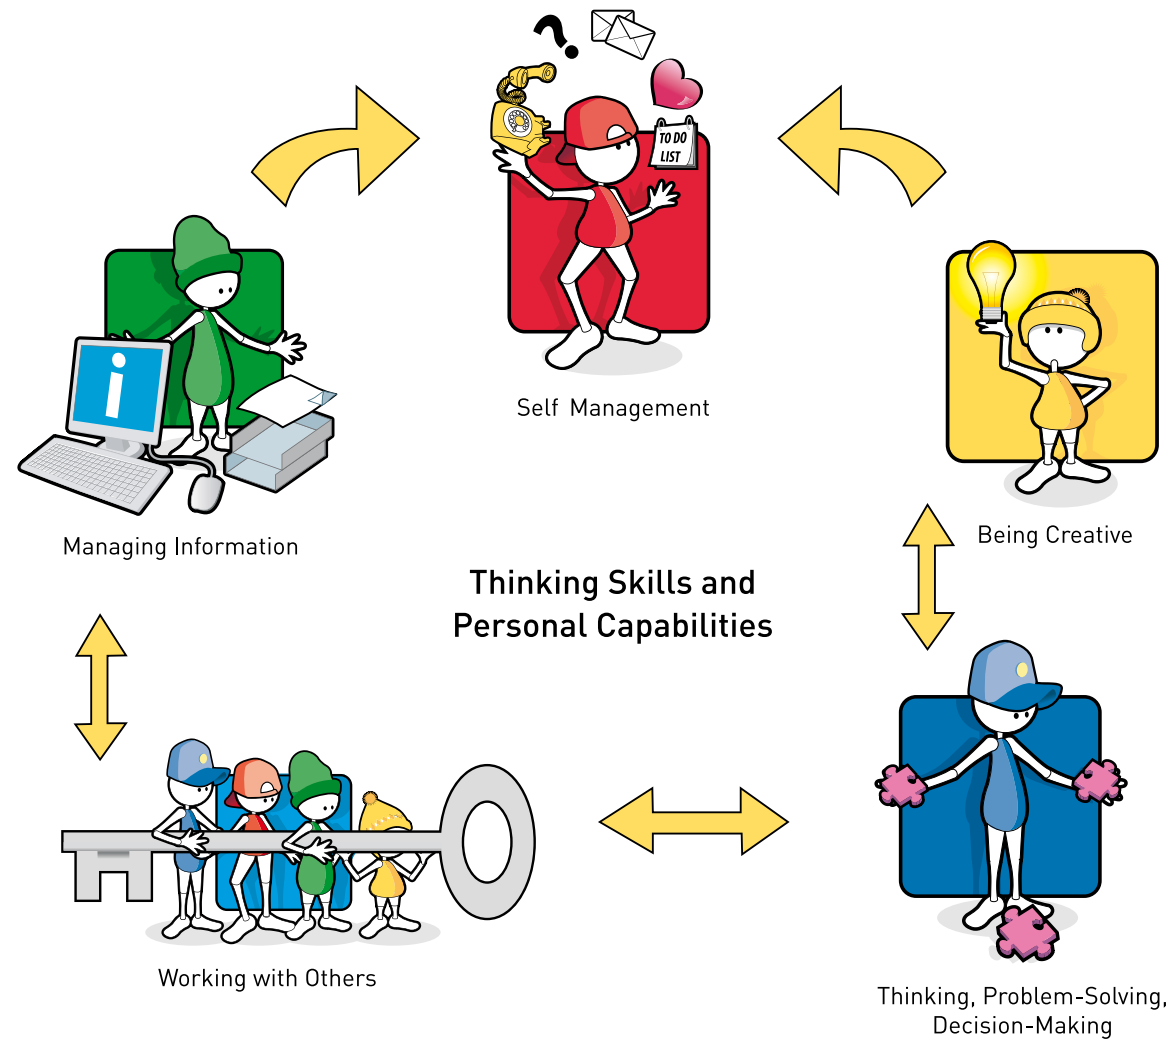 TO DO
LIST
Self Management
i
Managing Information
Being Creative
Thinking Skills and
Personal Capabilities
Working with Others
Thinking, Problem-Solving,
Decision-Making